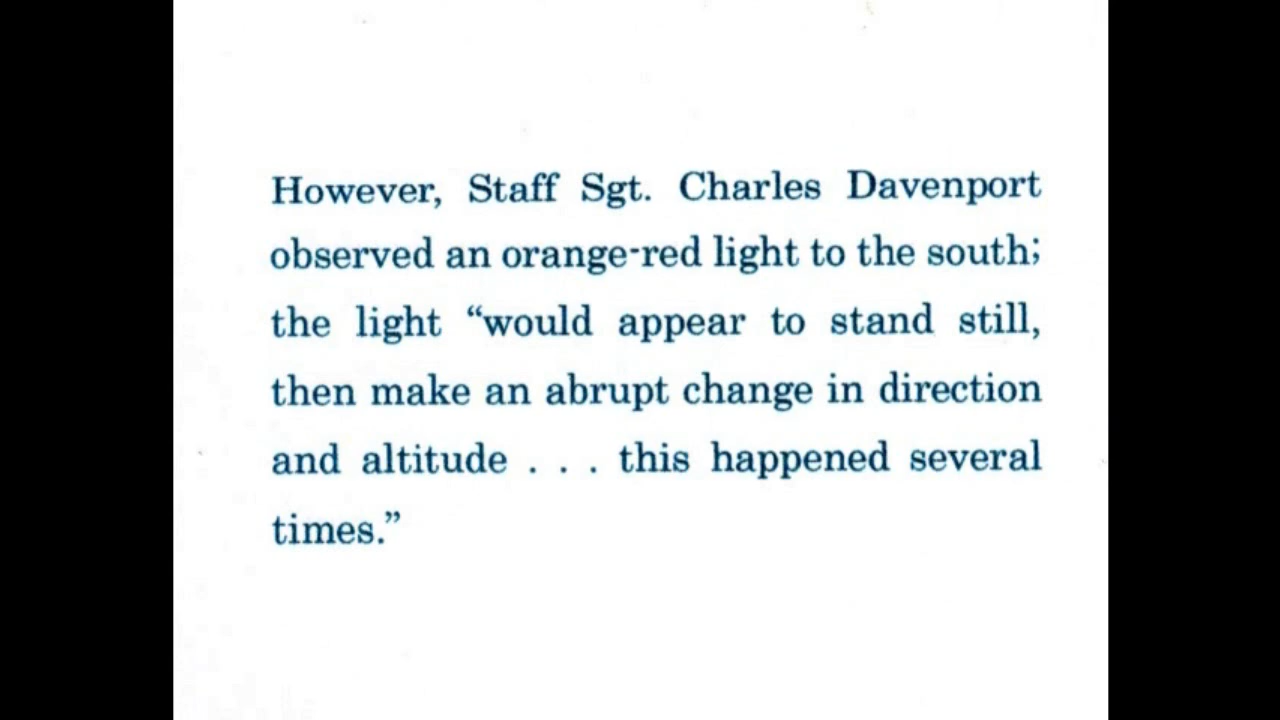 However, Staff Sgt. Charles Davenport
observed an orange-red light to the south;
the light “would appear to stand still,
then make an abrupt change in direction
and altitude . . . this happened several
times.”